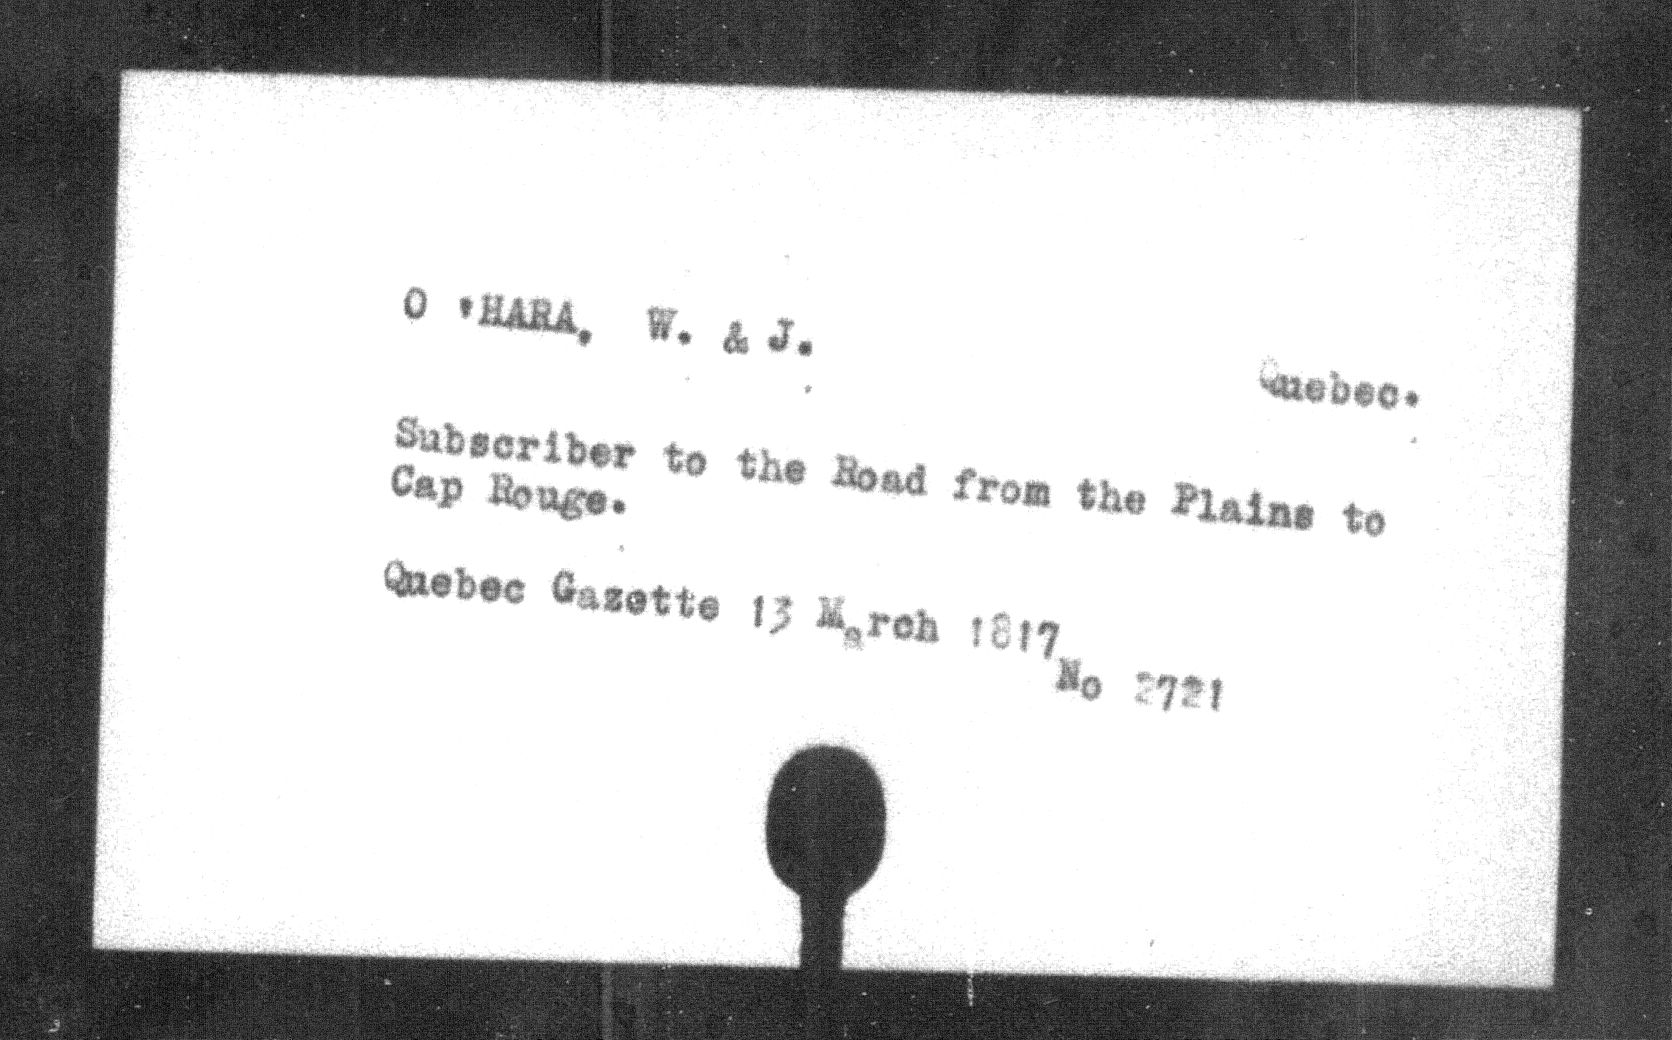 O 'HARA, W. & J.
Quebec.
Subscriber to the Road from the Plains to
Cap Rouge.
Quebec Gazette 13 March 1817
No 2721